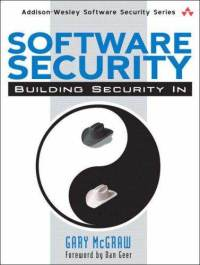 Addison-Wesley Software Security Series
SOFTWARE
SECURITY
BUILDING SECURITY IN
GARY McGRAW
Foreword by Dan Geer